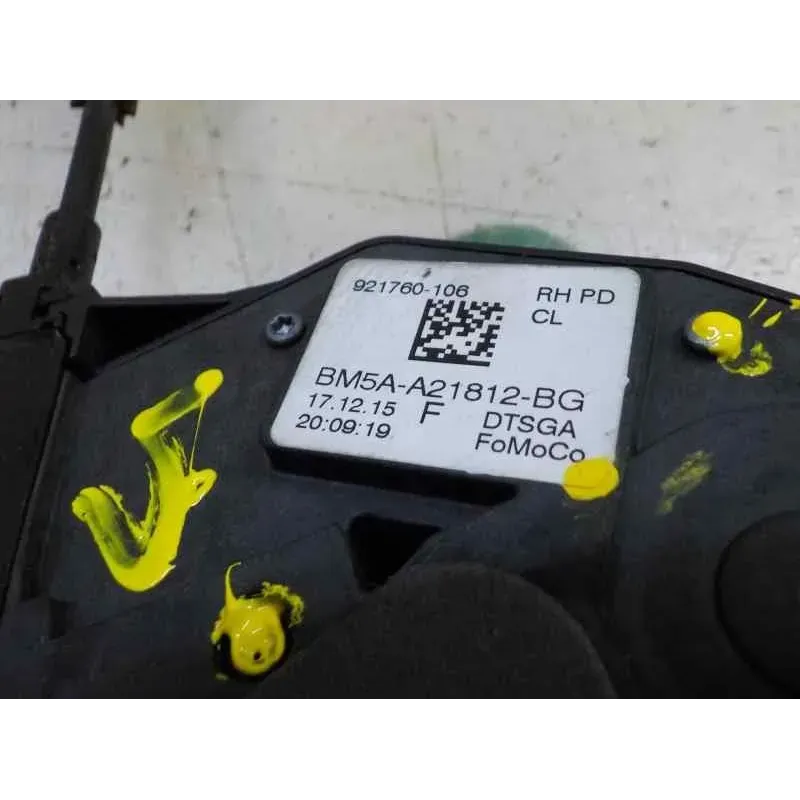 921760-106 RH PD
CL
BM5A-A21812-BG
17.12.15 F DTSGA
20:09:19 FoMoCo